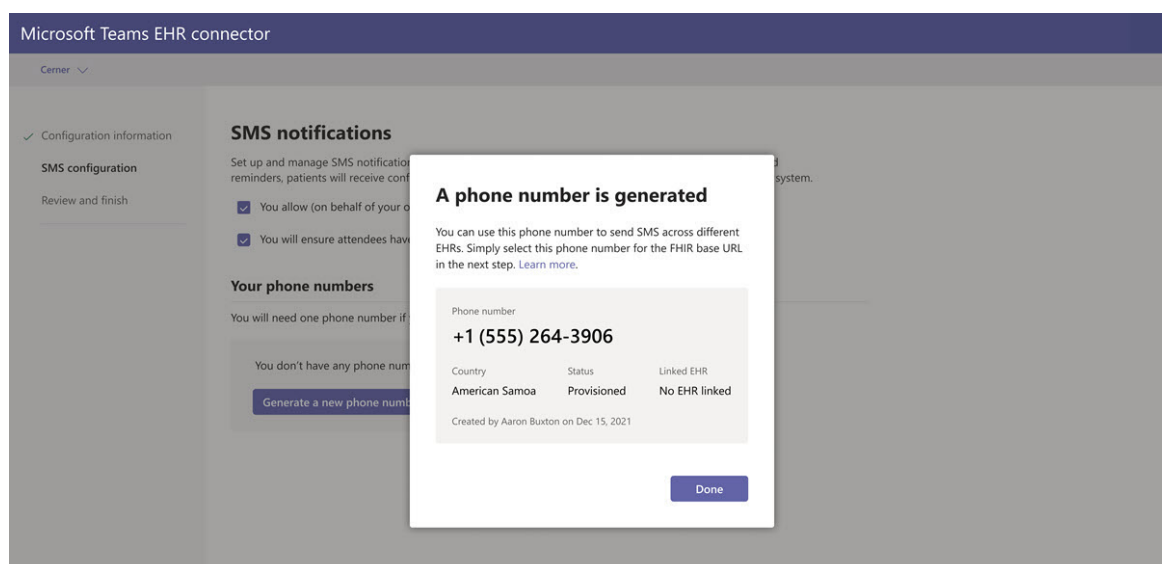 Microsoft Teams EHR connector
Cerner
Configuration information
SMS configuration
Review and finish
SMS notifications
Set up and manage SMS
reminders, patients will receive
system.
You allow (on behalf of your
You will ensure attendees
Your phone numbers
You will need one phone number if
You don't have any phone
Generate a new phone
A phone number is generated
You can use this phone number to send SMS across different
EHRs. Simply select this phone number for the FHIR base URL
in the next step. Learn more.
Phone number
+1 (555) 264-3906
Country Status Linked EHR
American Samoa Provisioned No EHR linked
Created by Aaron Buxton on Dec 15, 2021
Done